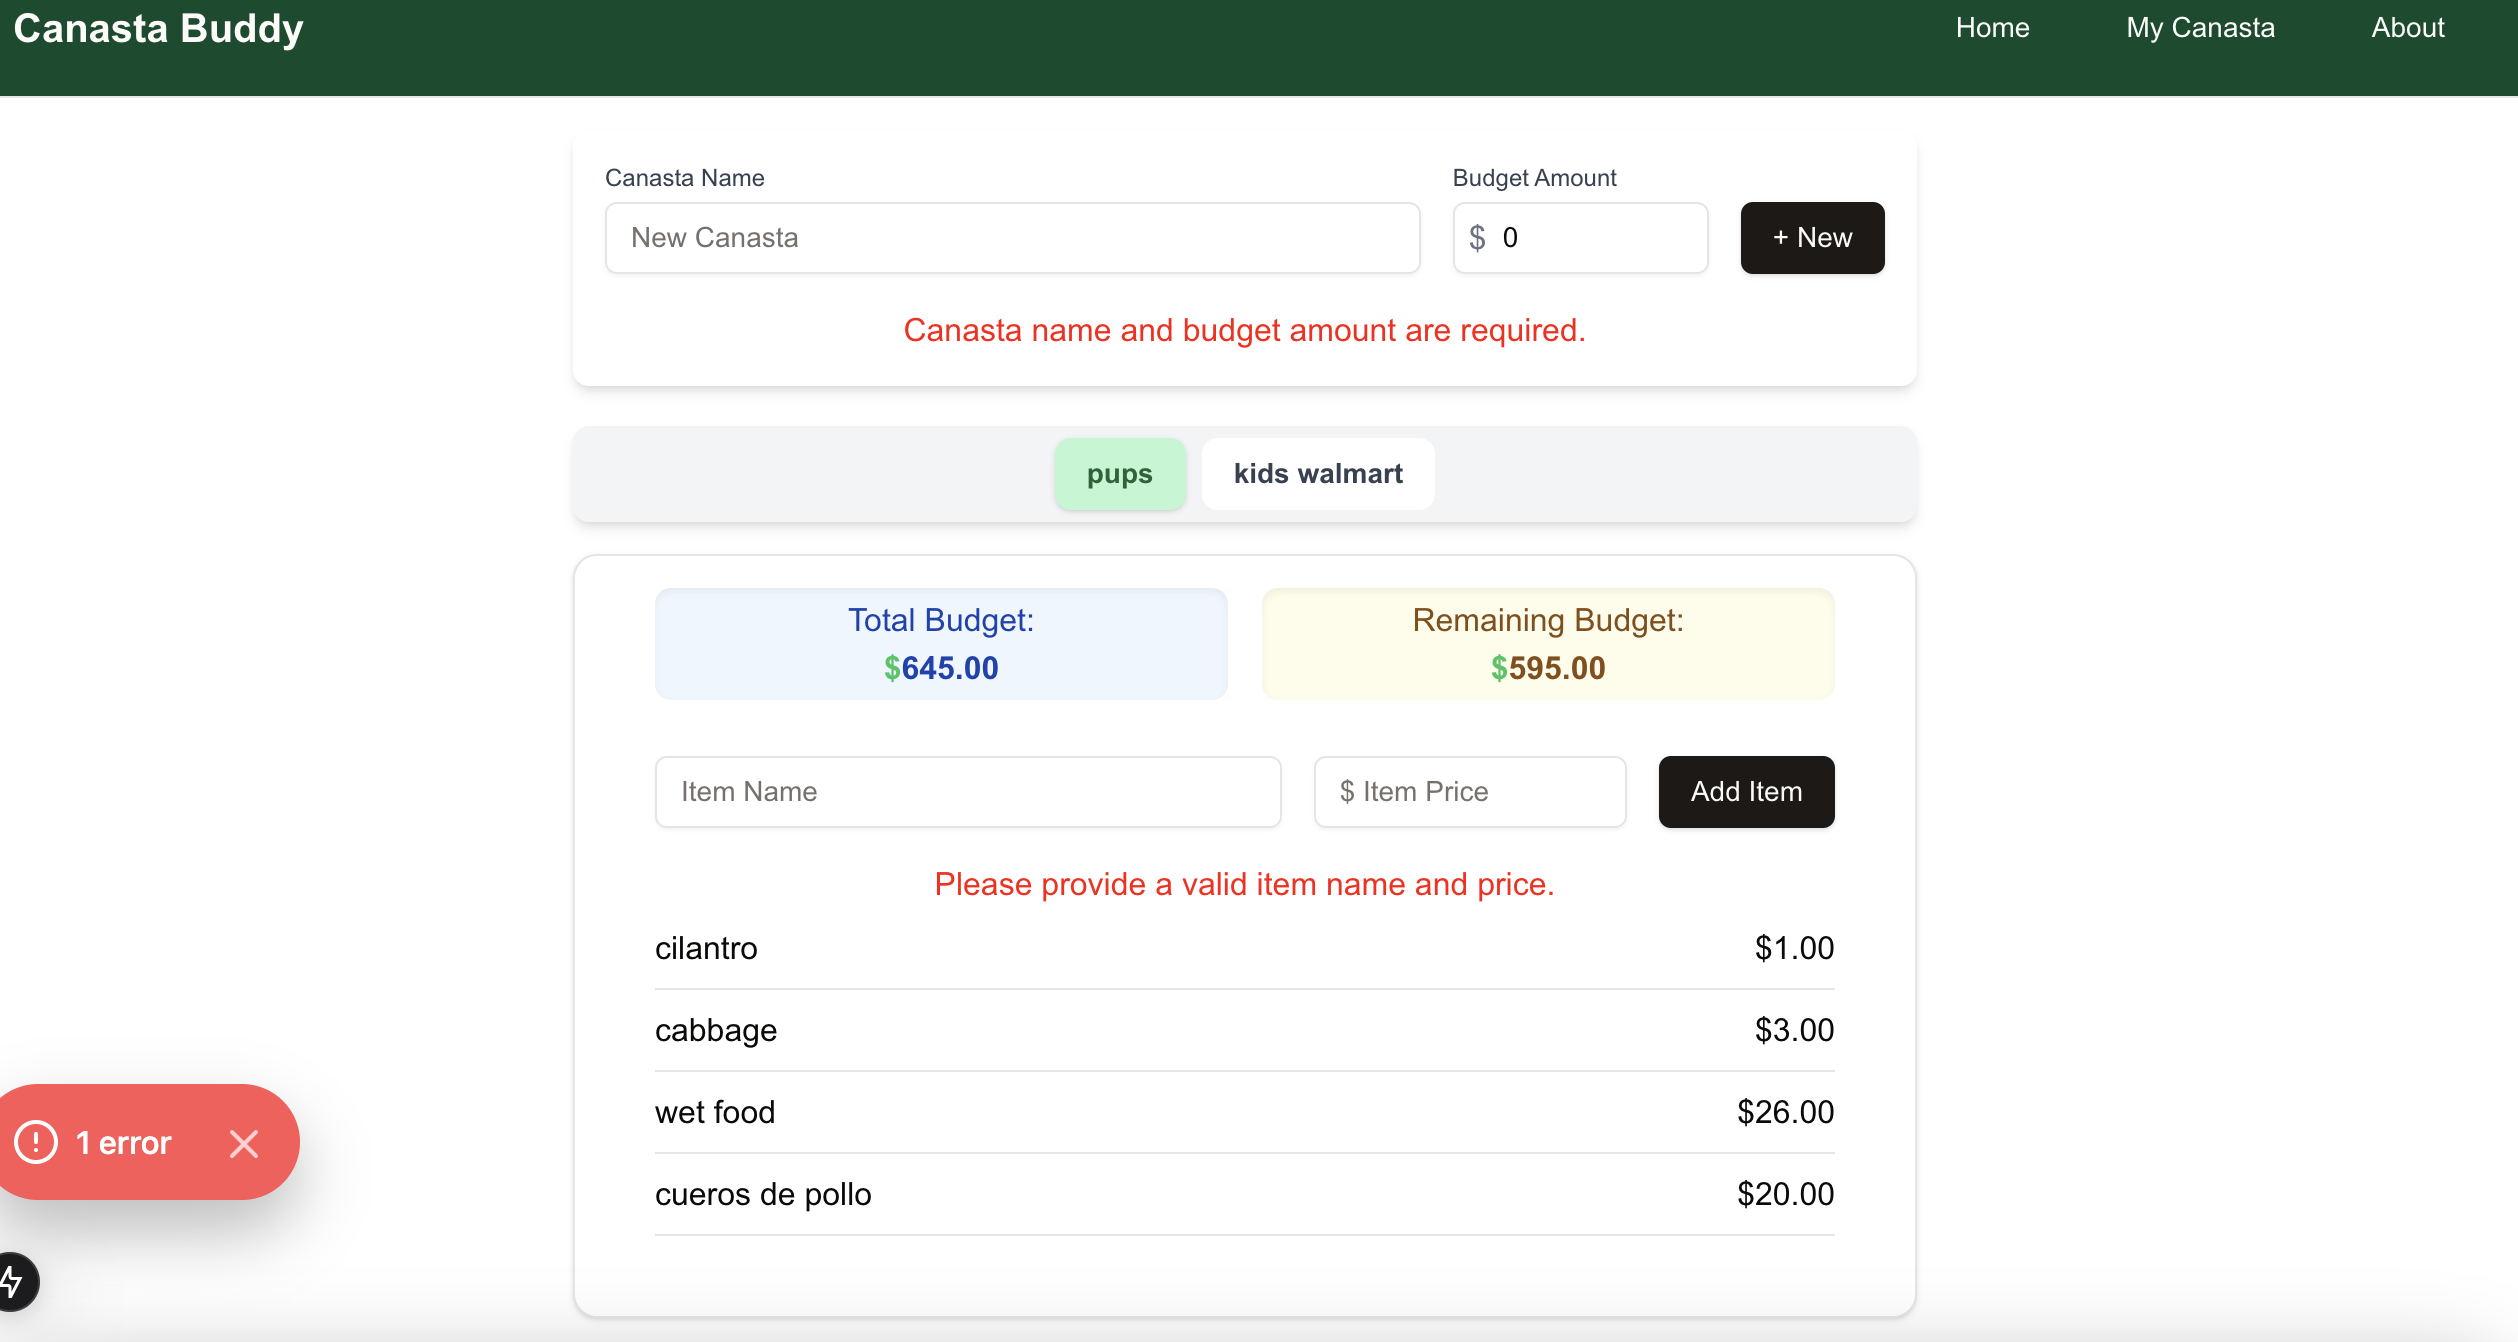 Canasta Buddy
Home
My Canasta
About
Canasta Name
Budget Amount
New Canasta
$ 0
+ New
Canasta name and budget amount are required.
pups
kids walmart
Total Budget:
$645.00
Remaining Budget:
$595.00
Item Name
$ Item Price
Add Item
Please provide a valid item name and price.
cilantro
$1.00
cabbage
$3.00
wet food
$26.00
cueros de pollo
$20.00
1 error